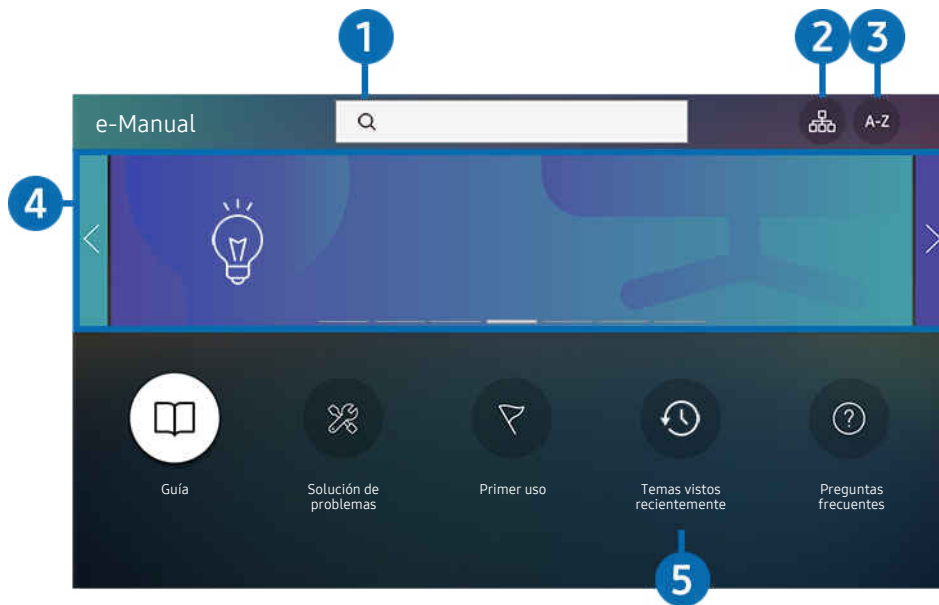 1
2
3
e-Manual
A-Z
4
Guía
Solución de
problemas
Primer uso
Temas vistos
recientemente
Preguntas
frecuentes
5